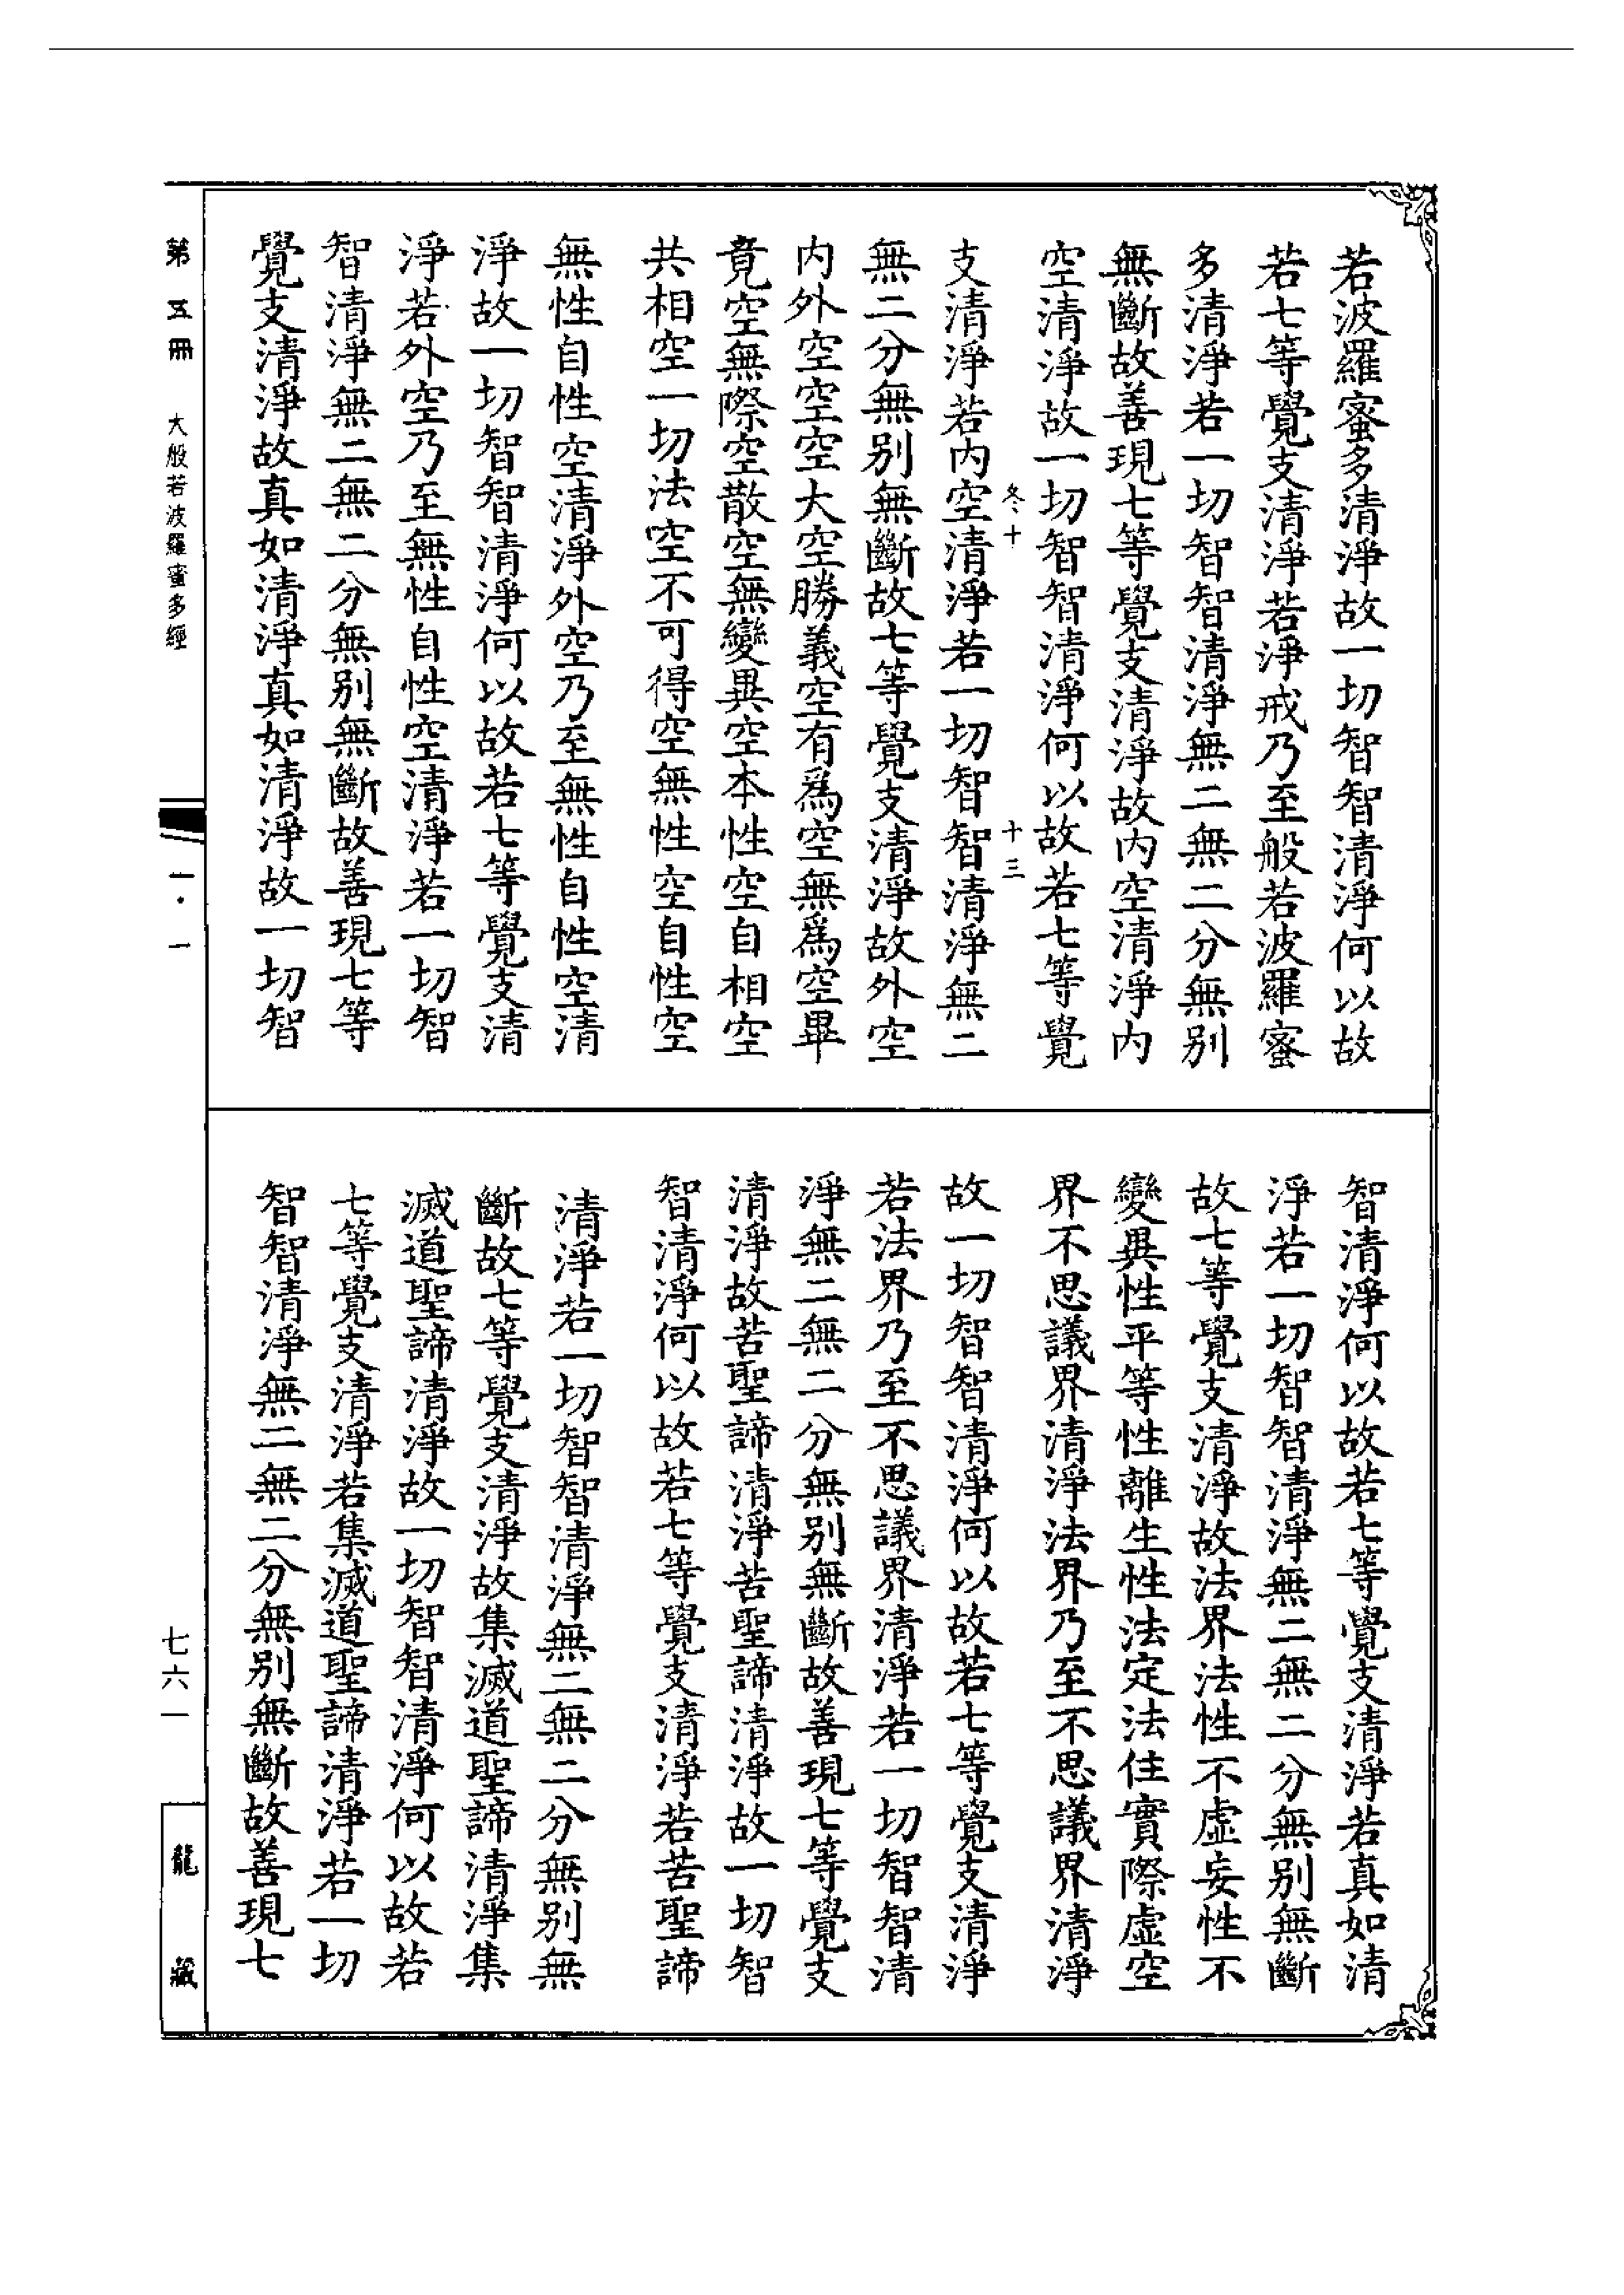 若波羅蜜多清淨故一切智智清淨何以故
若七等覺支清淨若淨戒乃至般若波羅蜜
多清淨若一切智智清淨無二無二分無別
無斷故善現七等覺支清淨故內空清淨內
空清淨故一切智智清淨何以故若七等覺
冬十 十三
支清淨若內空清淨若一切智智清淨無二
無二分無別無斷故七等覺支清淨故外空
內外空空空大空勝義空有爲空無爲空畢
竟空無際空散空無變異空本性空自相空
共相空一切法空不可得空無性空自性空
無性自性空清淨外空乃至無性自性空清
淨故一切智智清淨何以故若七等覺支清
淨若外空乃至無性自性空清淨若一切智
智清淨無二無二分無別無斷故善現七等
覺支清淨故真如清淨真如清淨故一切智
智清淨何以故若七等覺支清淨若真如清
淨若一切智智清淨無二無二分無別無斷
故七等覺支清淨故法界法性不虛妄性不
變異性平等性離生性法定法住實際虛空
界不思議界清淨法界乃至不思議界清淨
故一切智智清淨何以故若七等覺支清淨
若法界乃至不思議界清淨若一切智智清
淨無二無二分無別無斷故善現七等覺支
清淨故苦聖諦清淨苦聖諦清淨故一切智
智清淨何以故若七等覺支清淨若苦聖諦
清淨若一切智智清淨無二無二分無別無
斷故七等覺支清淨故集滅道聖諦清淨集
滅道聖諦清淨故一切智智清淨何以故若
七等覺支清淨若集滅道聖諦清淨若一切
智智清淨無二無二分無別無斷故善現七
第五冊 大般若波羅蜜多經 一·一 七六一 龍藏